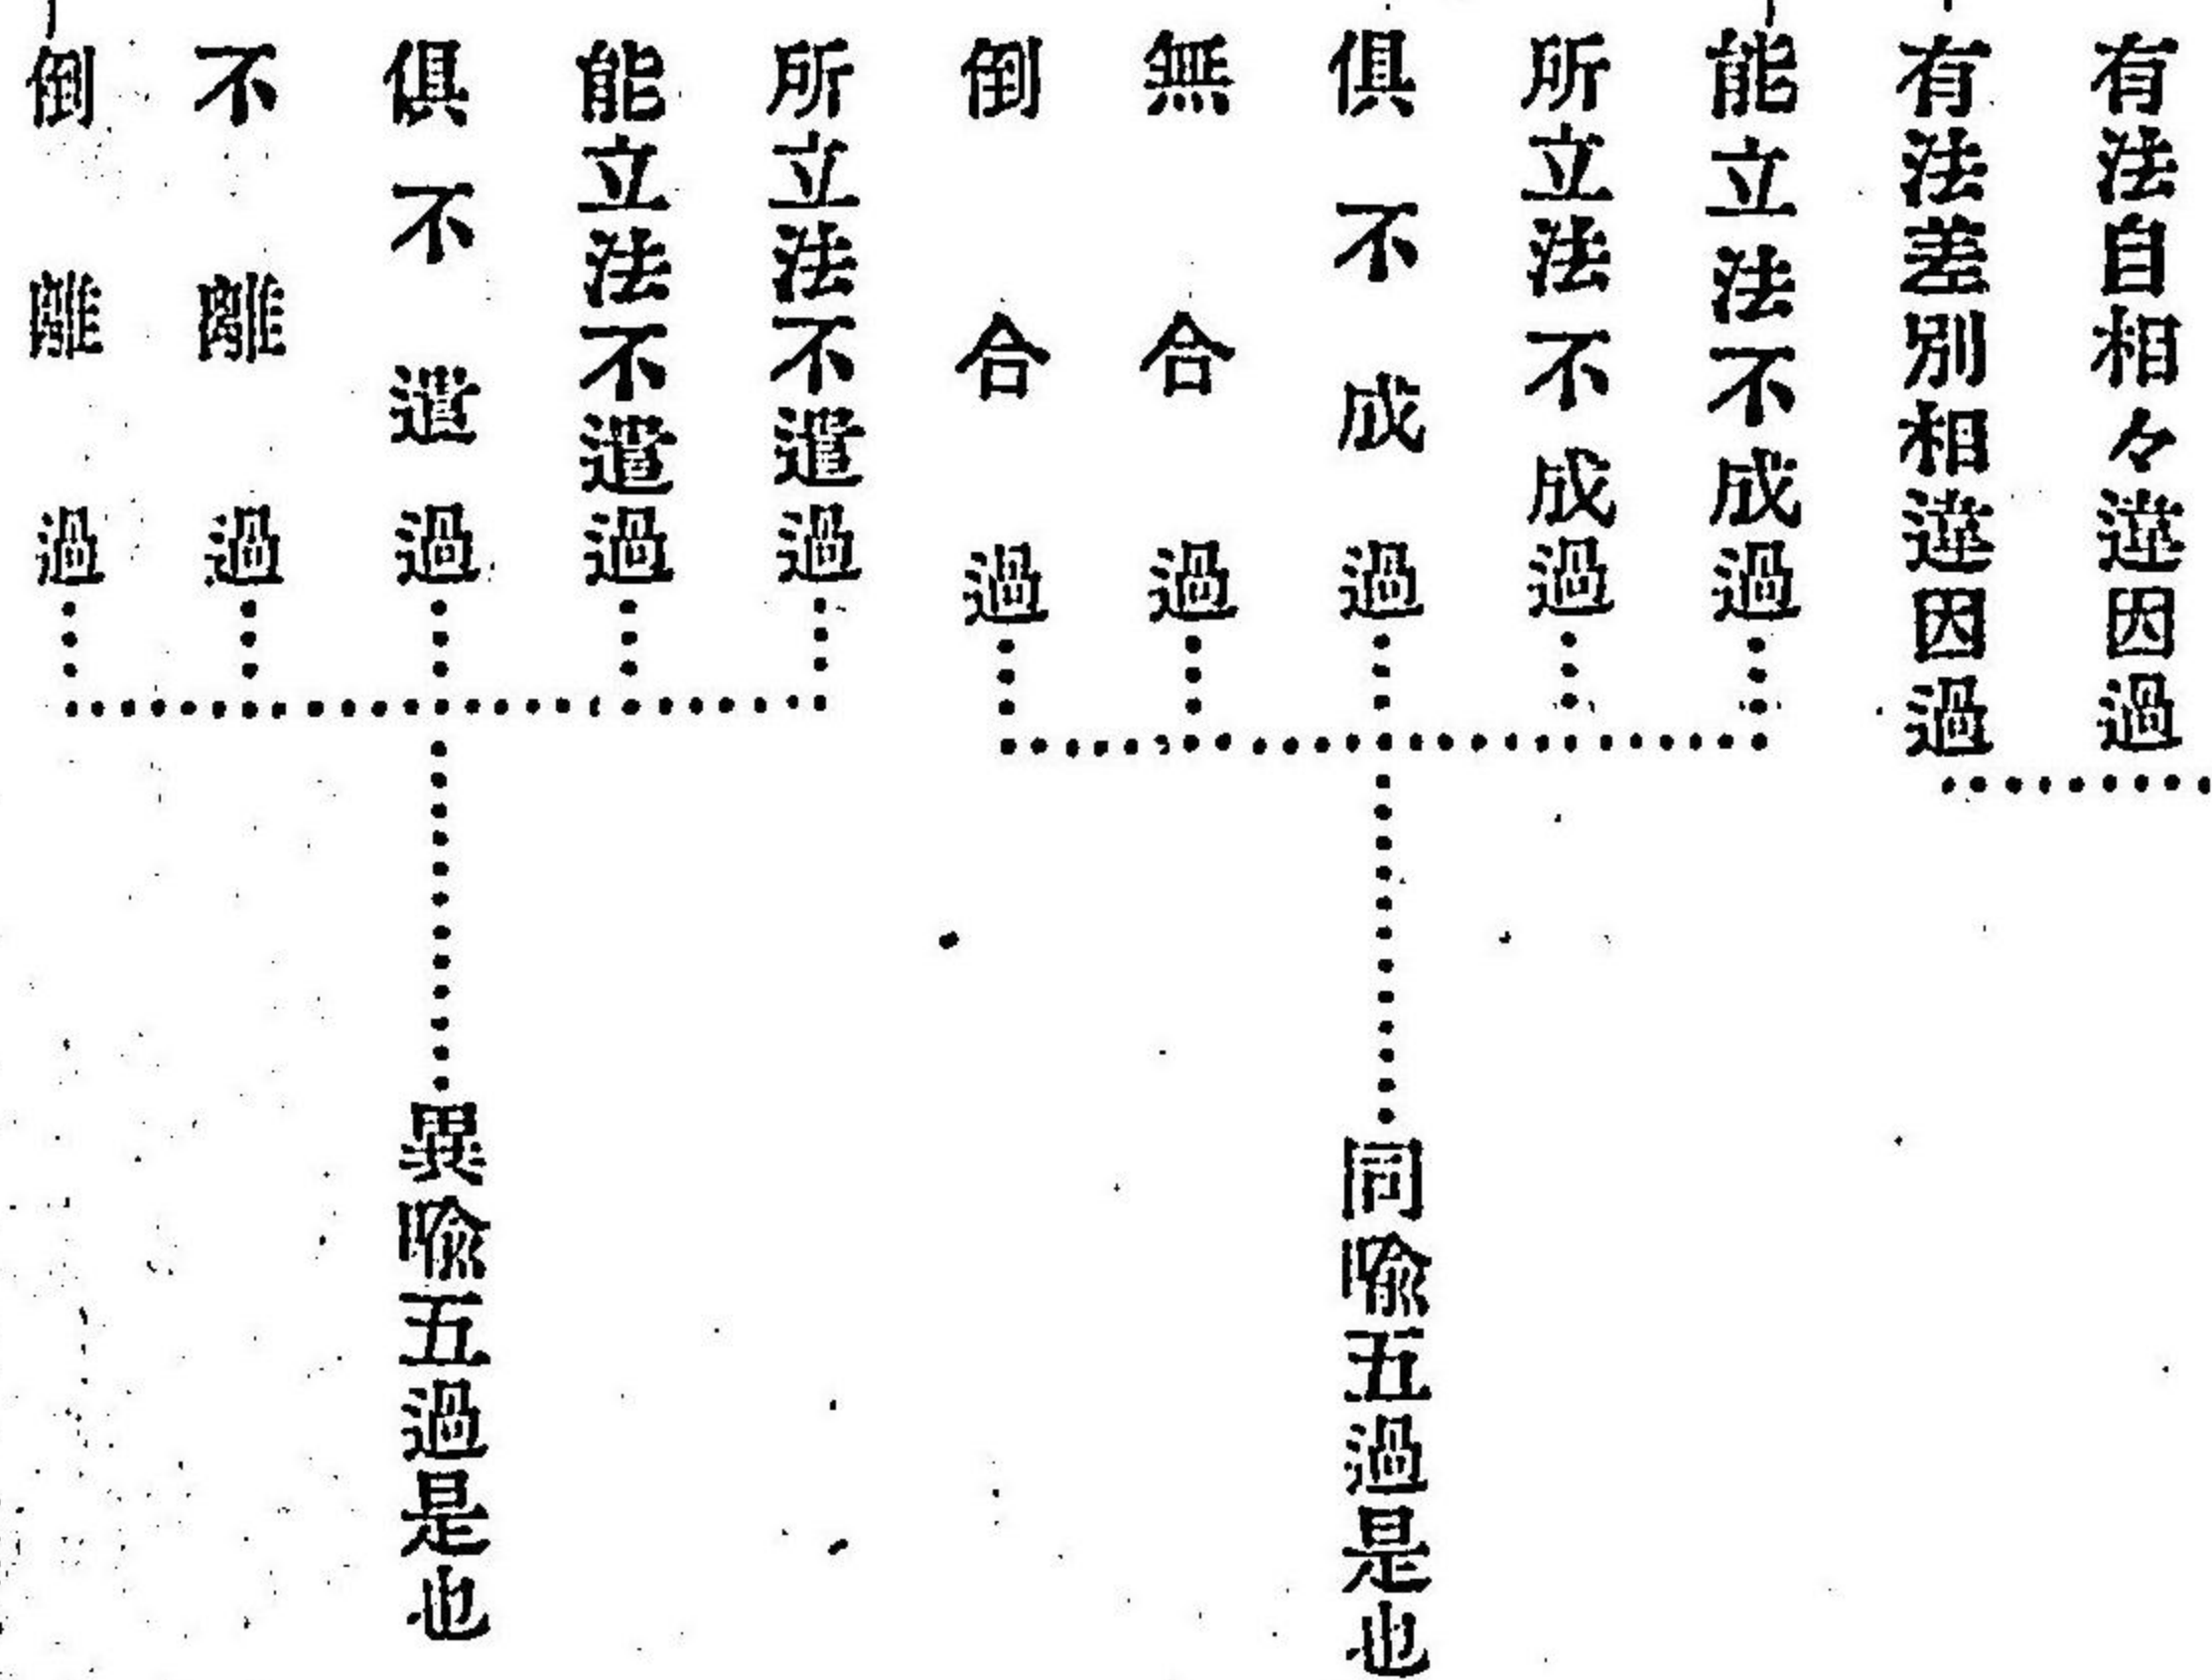 有法自相々違因過
有法差別相違因過
能立法不成過
所立法不成過
俱不成過
無合過
倒合過
同喩五過是也
所立法不遣過
能立法不遣過
俱不遣過
不離過
倒離過
異喩五過是也